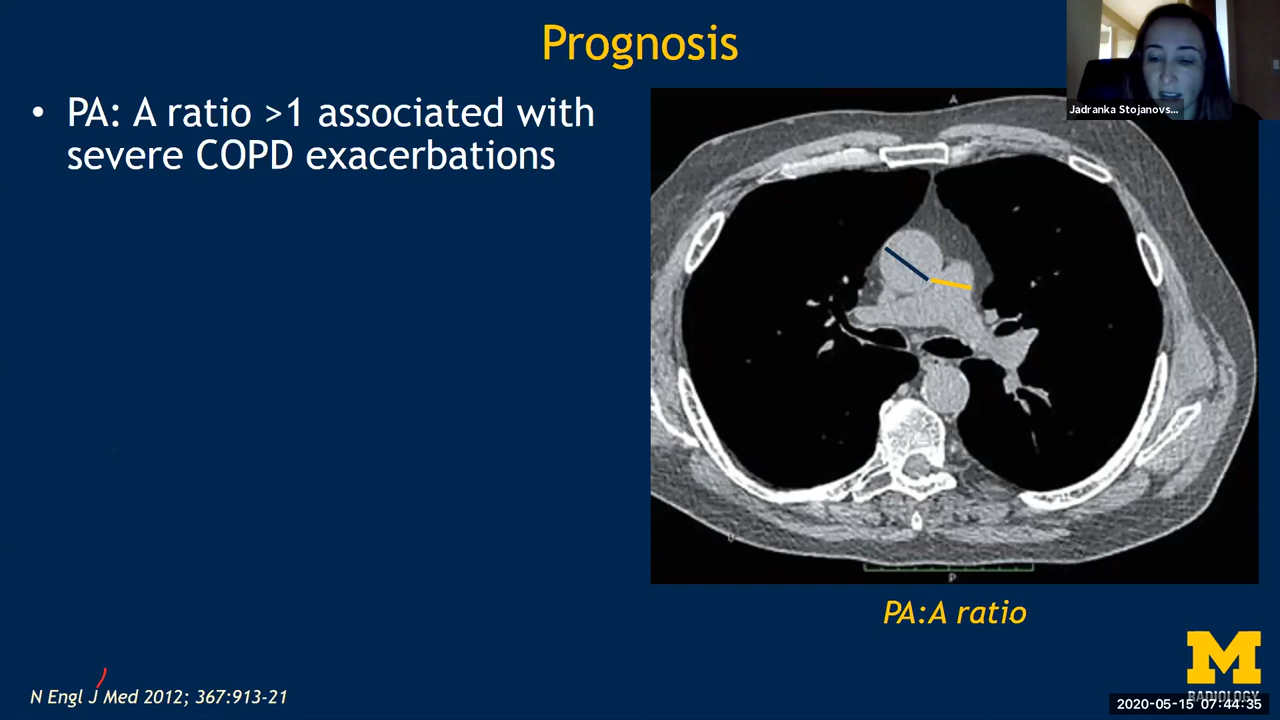 Prognosis
• PA: A ratio >1 associated with
severe COPD exacerbations
Jadranka Stojanovs...
A
P
PA:A ratio
N Engl J Med 2012; 367:913-21
M
RADIOLOGY
2020-05-15 07:44:35